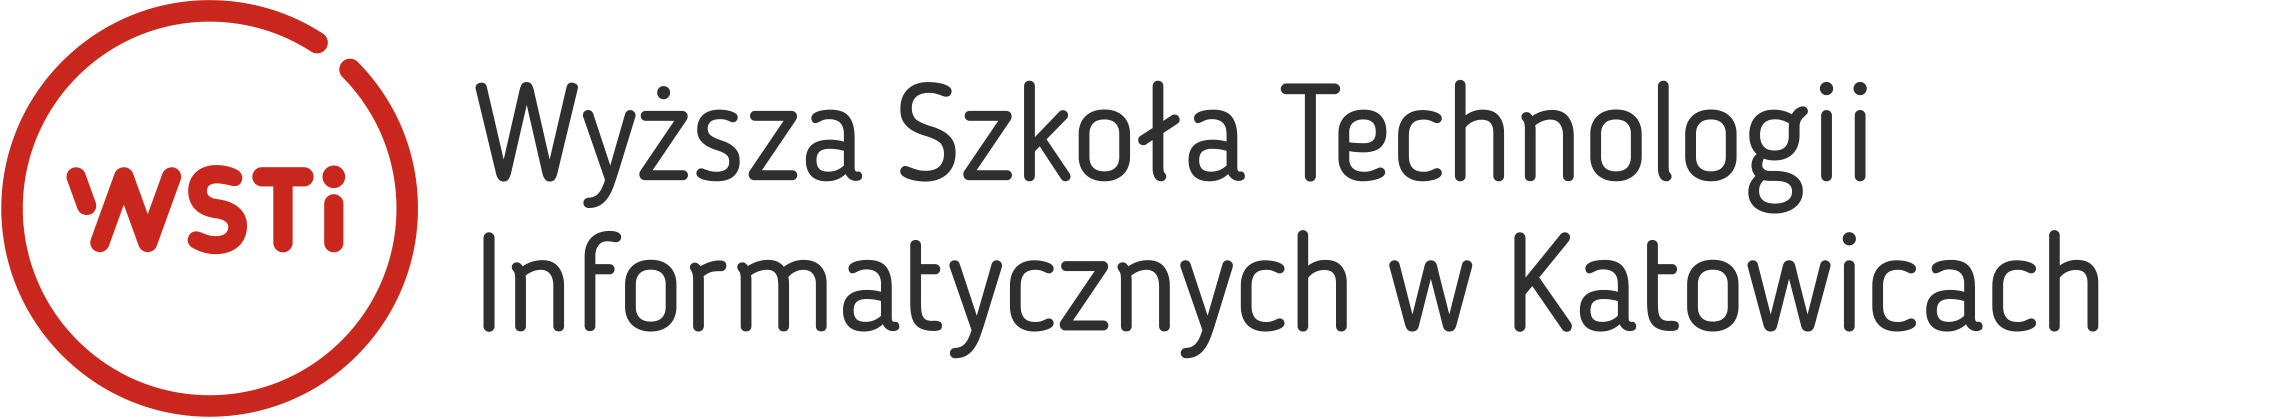 WSTi
Wyższa Szkoła Technologii
Informatycznych w Katowicach